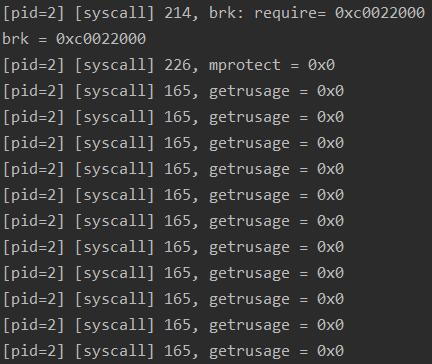 [pid=2] [syscall] 214, brk: require= 0xc0022000
brk = 0xc0022000
[pid=2] [syscall] 226, mprotect = 0x0
[pid=2] [syscall] 165, getrusage = 0x0
[pid=2] [syscall] 165, getrusage = 0x0
[pid=2] [syscall] 165, getrusage = 0x0
[pid=2] [syscall] 165, getrusage = 0x0
[pid=2] [syscall] 165, getrusage = 0x0
[pid=2] [syscall] 165, getrusage = 0x0
[pid=2] [syscall] 165, getrusage = 0x0
[pid=2] [syscall] 165, getrusage = 0x0
[pid=2] [syscall] 165, getrusage = 0x0
[pid=2] [syscall] 165, getrusage = 0x0
[pid=2] [syscall] 165, getrusage = 0x0